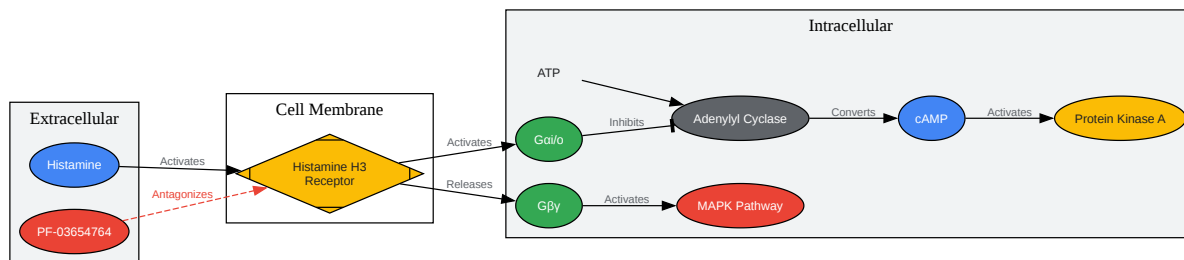 Extracellular
Histamine
PF-03654764
Activates
Antagonizes
Cell Membrane
Histamine H3
Receptor
Activates
Releases
Intracellular
ATP
Gαi/o
Inhibits
Adenylyl Cyclase
Converts
cAMP
Activates
Protein Kinase A
Gβγ
Activates
MAPK Pathway